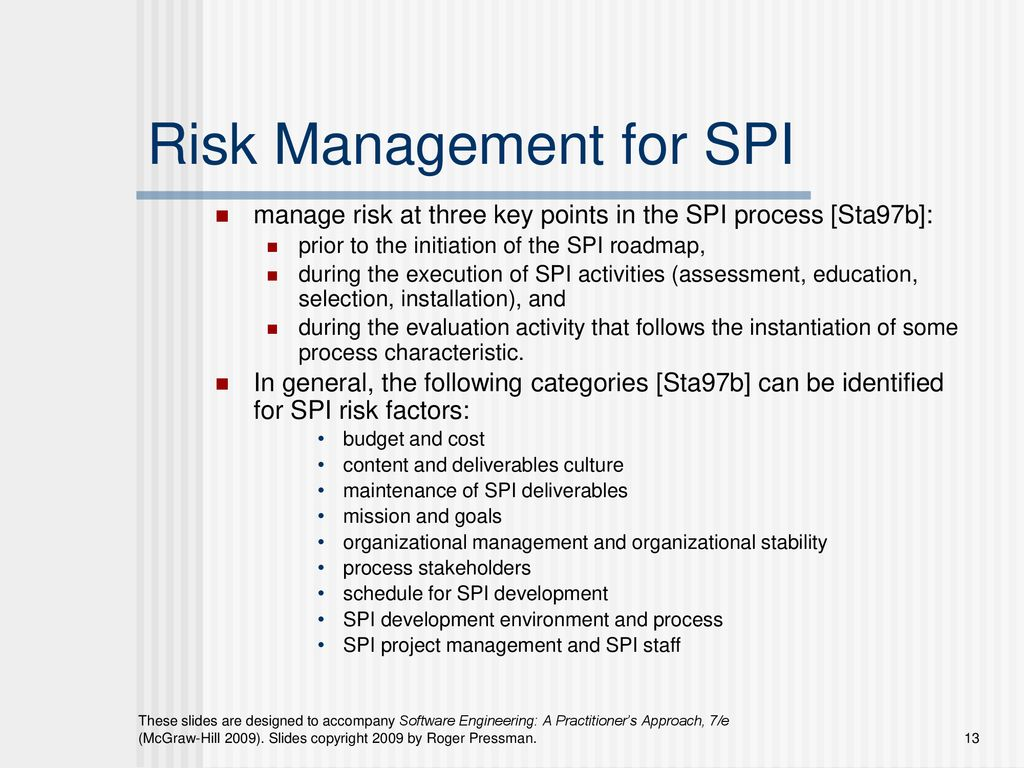 Risk Management for SPI
manage risk at three key points in the SPI process [Sta97b]:
prior to the initiation of the SPI roadmap,
during the execution of SPI activities (assessment, education,
selection, installation), and
during the evaluation activity that follows the instantiation of some
process characteristic.
In general, the following categories [Sta97b] can be identified
for SPI risk factors:
• budget and cost
• content and deliverables culture
• maintenance of SPI deliverables
• mission and goals
• organizational management and organizational stability
• process stakeholders
• schedule for SPI development
• SPI development environment and process
• SPI project management and SPI staff
These slides are designed to accompany Software Engineering: A Practitioner's Approach, 7/e
(McGraw-Hill 2009). Slides copyright 2009 by Roger Pressman.
13